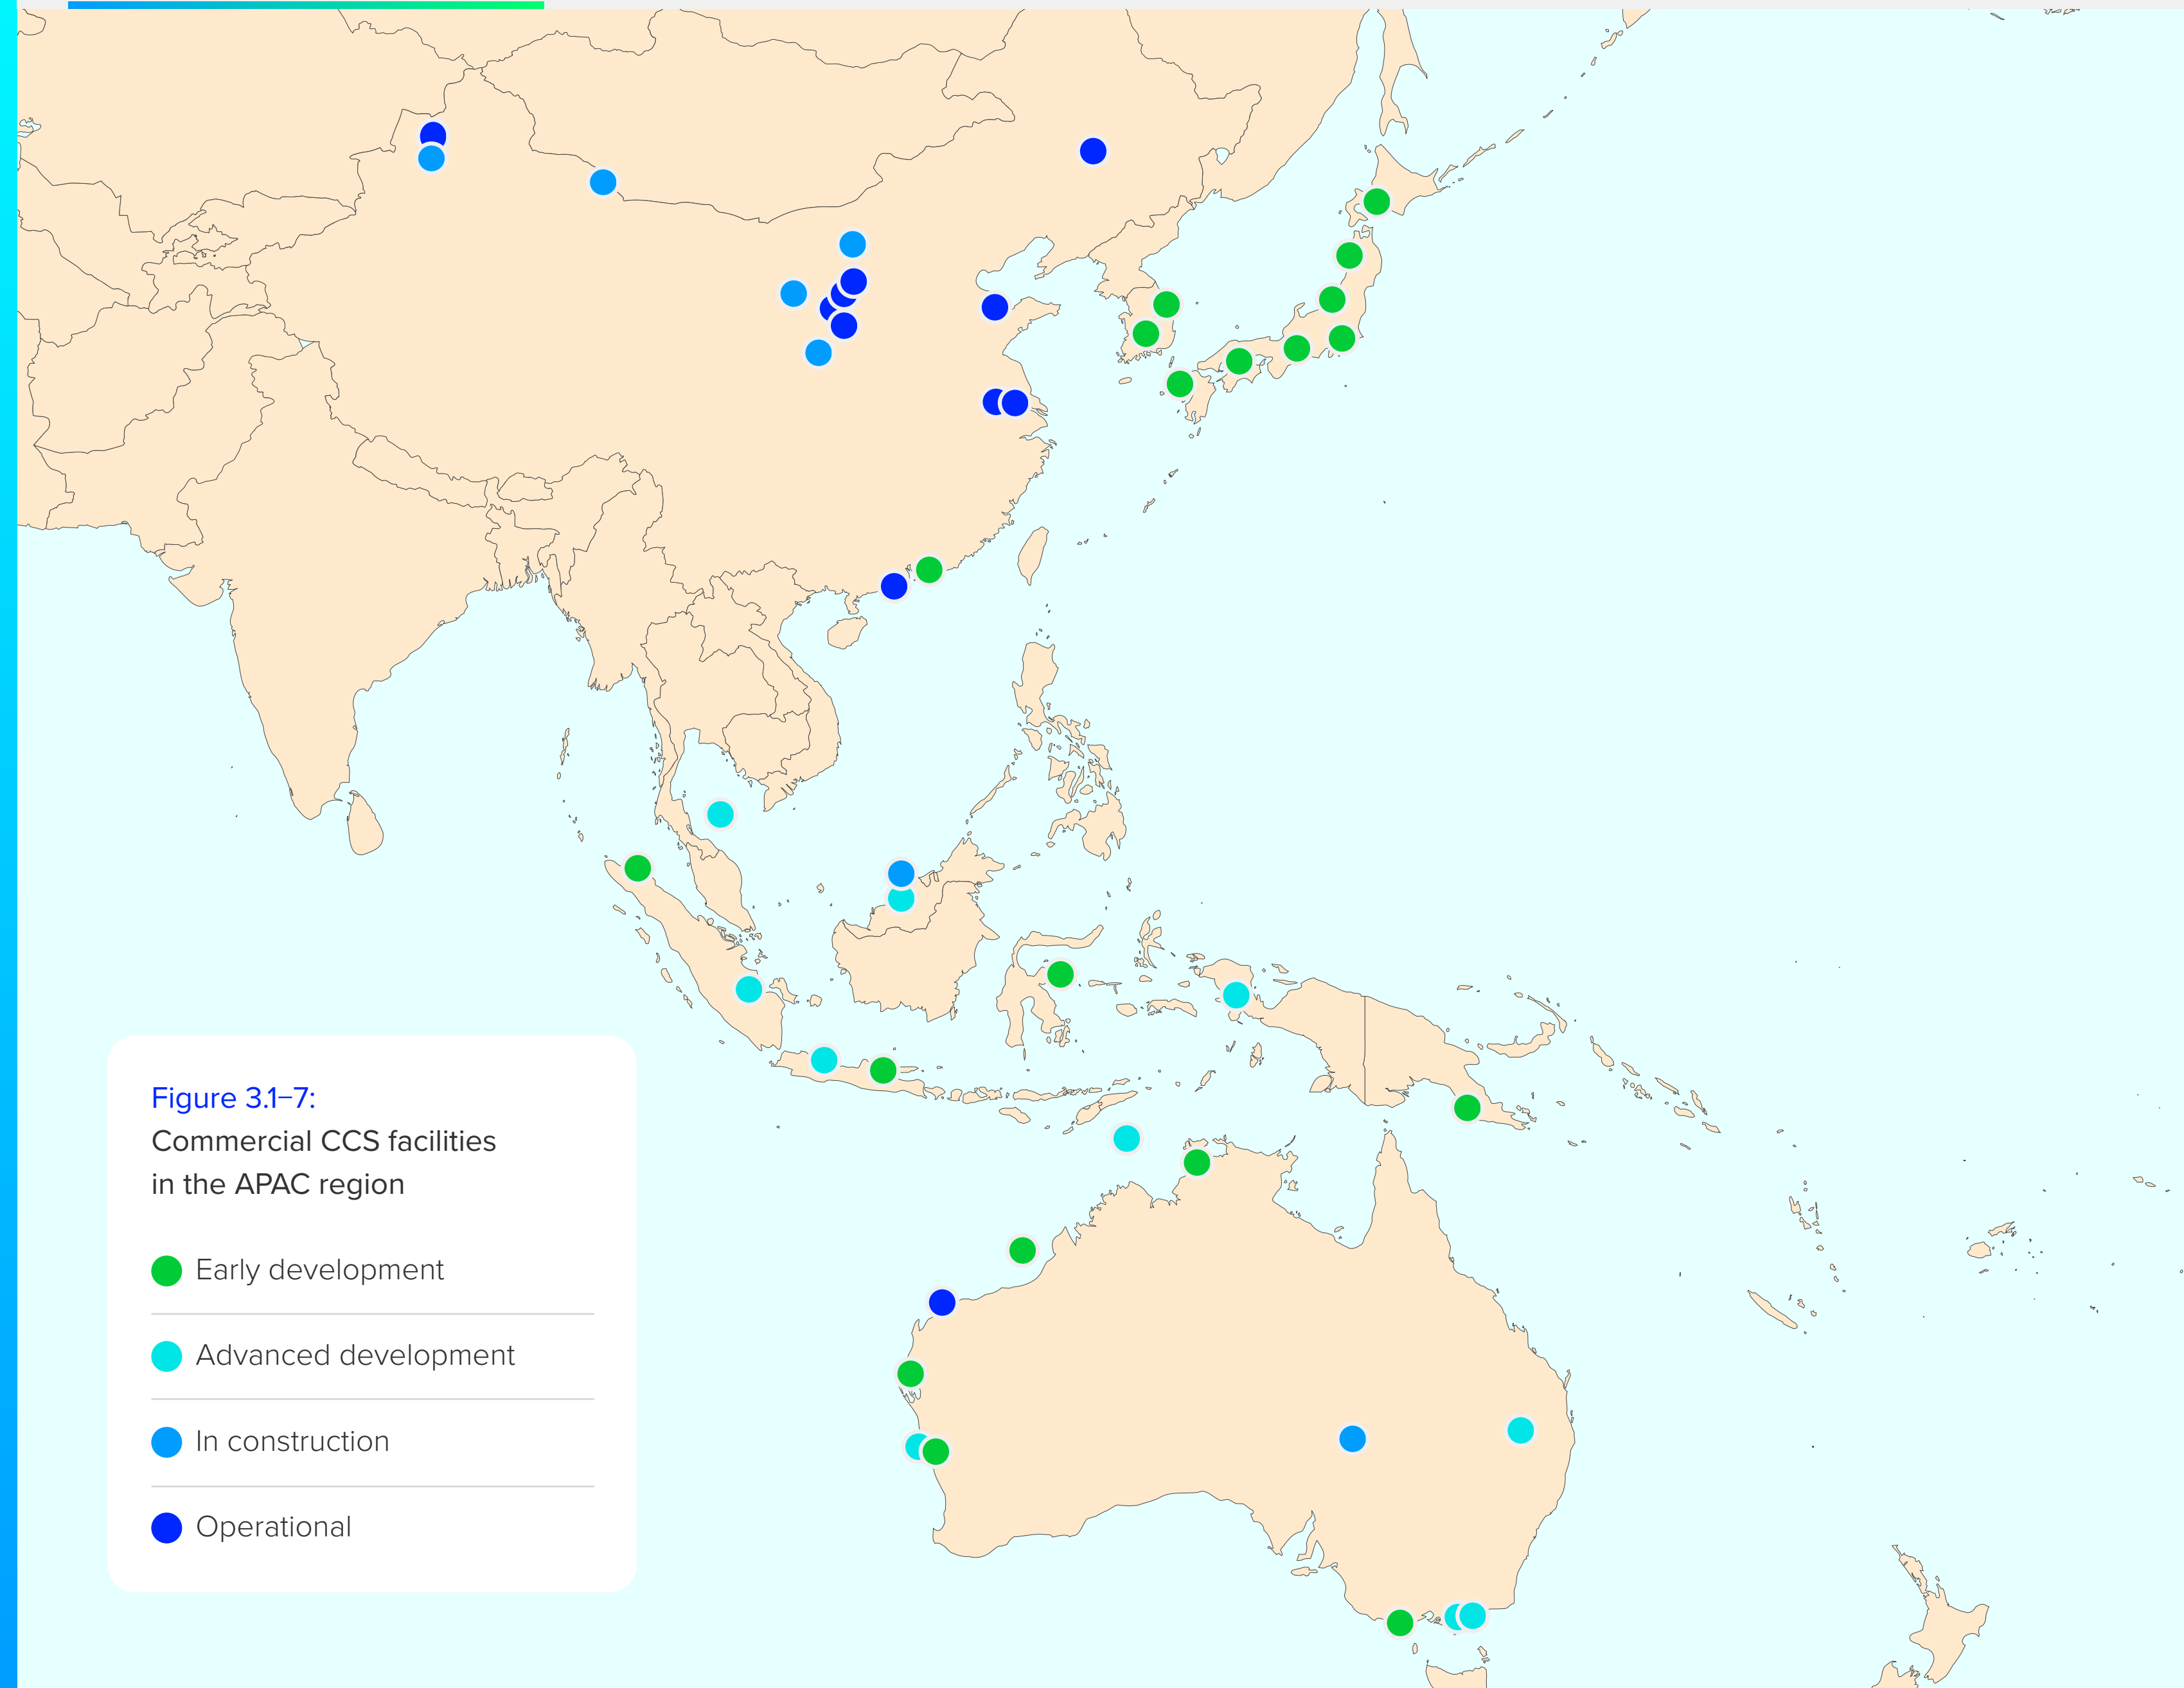 Figure 3.1–7:
Commercial CCS facilities
in the APAC region
Early development
Advanced development
In construction
Operational